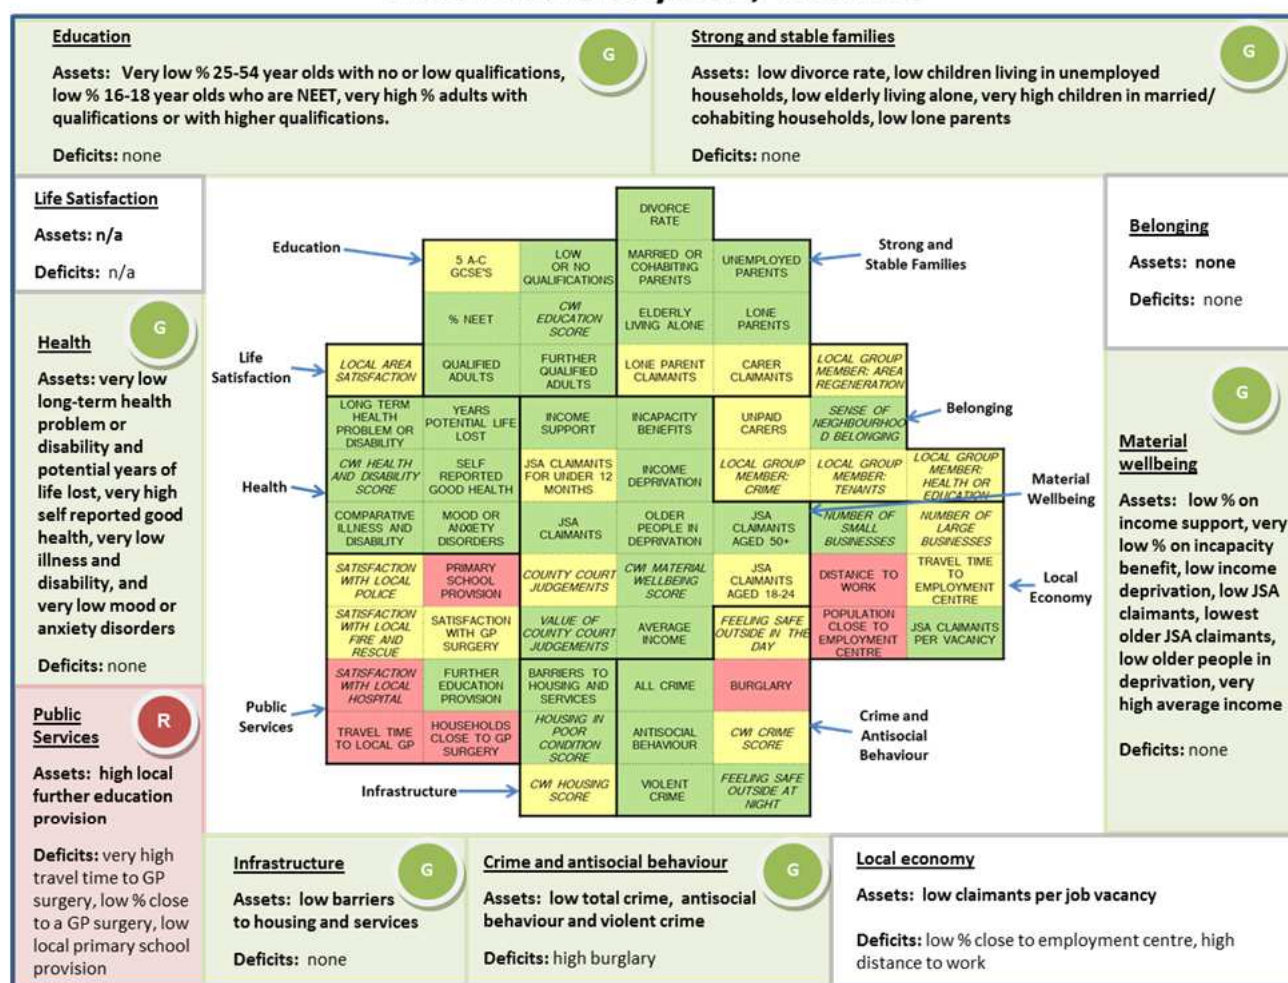 Education
G
Assets: Very low % 25-54 year olds with no or low qualifications,
low % 16-18 year olds who are NEET, very high % adults with
qualifications or with higher qualifications.
Deficits: none
Strong and stable families
G
Assets: low divorce rate, low children living in unemployed
households, low elderly living alone, very high children in married/
cohabiting households, low lone parents
Deficits: none
Life Satisfaction
Assets: n/a
Deficits: n/a
Health
G
Assets: very low
long-term health
problem or
disability and
potential years of
life lost, very high
self reported good
health, very low
illness and
disability, and
very low mood or
anxiety disorders
Deficits: none
Public
Services
R
Assets: high local
further education
provision
Deficits: very high
travel time to GP
surgery, low % close
to a GP surgery, low
local primary school
provision
Education
Life
Satisfaction
Health
Public
Services
Infrastructure
Strong and
Stable Families
Belonging
Material
Wellbeing
Local
Economy
Crime and
Antisocial
Behaviour
DIVORCE
RATE
5 A-C
GCSE'S
LOW
OR NO
QUALIFICATIONS
MARRIED OR
COHABITING
PARENTS
UNEMPLOYED
PARENTS
% NEET
CWI
EDUCATION
SCORE
ELDERLY
LIVING ALONE
LONE
PARENTS
LOCAL AREA
SATISFACTION
QUALIFIED
ADULTS
FURTHER
QUALIFIED
ADULTS
LONE PARENT
CLAIMANTS
CARER
CLAIMANTS
LOCAL GROUP
MEMBER: AREA
REGENERATION
LONG TERM
HEALTH
PROBLEM OR
DISABILITY
YEARS
POTENTIAL LIFE
LOST
INCOME
SUPPORT
INCAPACITY
BENEFITS
UNPAID
CARERS
SENSE OF
NEIGHBOURHOO
D BELONGING
CWI HEALTH
AND DISABILITY
SCORE
SELF
REPORTED
GOOD HEALTH
JSA CLAIMANTS
FOR UNDER 12
MONTHS
INCOME
DEPRIVATION
LOCAL GROUP
MEMBER:
CRIME
LOCAL GROUP
MEMBER:
TENANTS
LOCAL GROUP
MEMBER:
HEALTH OR
EDUCATION
COMPARATIVE
ILLNESS AND
DISABILITY
MOOD OR
ANXIETY
DISORDERS
JSA
CLAIMANTS
OLDER
PEOPLE IN
DEPRIVATION
JSA
CLAIMANTS
AGED 50+
NUMBER OF
SMALL
BUSINESSES
NUMBER OF
LARGE
BUSINESSES
SATISFACTION
WITH LOCAL
POLICE
PRIMARY
SCHOOL
PROVISION
COUNTY COURT
JUDGEMENTS
CWI MATERIAL
WELLBEING
SCORE
JSA
CLAIMANTS
AGED 18-24
DISTANCE TO
WORK
TRAVEL TIME
TO
EMPLOYMENT
CENTRE
SATISFACTION
WITH LOCAL
FIRE AND
RESCUE
SATISFACTION
WITH GP
SURGERY
VALUE OF
COUNTY COURT
JUDGEMENTS
AVERAGE
INCOME
FEELING SAFE
OUTSIDE IN THE
DAY
POPULATION
CLOSE TO
EMPLOYMENT
CENTRE
JSA CLAIMANTS
PER VACANCY
SATISFACTION
WITH LOCAL
HOSPITAL
FURTHER
EDUCATION
PROVISION
BARRIERS TO
HOUSING AND
SERVICES
ALL CRIME
BURGLARY
TRAVEL TIME
TO LOCAL GP
HOUSEHOLDS
CLOSE TO GP
SURGERY
HOUSING IN
POOR
CONDITION
SCORE
ANTISOCIAL
BEHAVIOUR
CWI CRIME
SCORE
CWI HOUSING
SCORE
VIOLENT
CRIME
FEELING SAFE
OUTSIDE AT
NIGHT
Belonging
Assets: none
Deficits: none
G
Material
wellbeing
Assets: low % on
income support, very
low % on incapacity
benefit, low income
deprivation, low JSA
claimants, lowest
older JSA claimants,
low older people in
deprivation, very
high average income
Deficits: none
Infrastructure
G
Assets: low barriers
to housing and services
Deficits: none
Crime and antisocial behaviour
G
Assets: low total crime, antisocial
behaviour and violent crime
Deficits: high burglary
Local economy
Assets: low claimants per job vacancy
Deficits: low % close to employment centre, high
distance to work